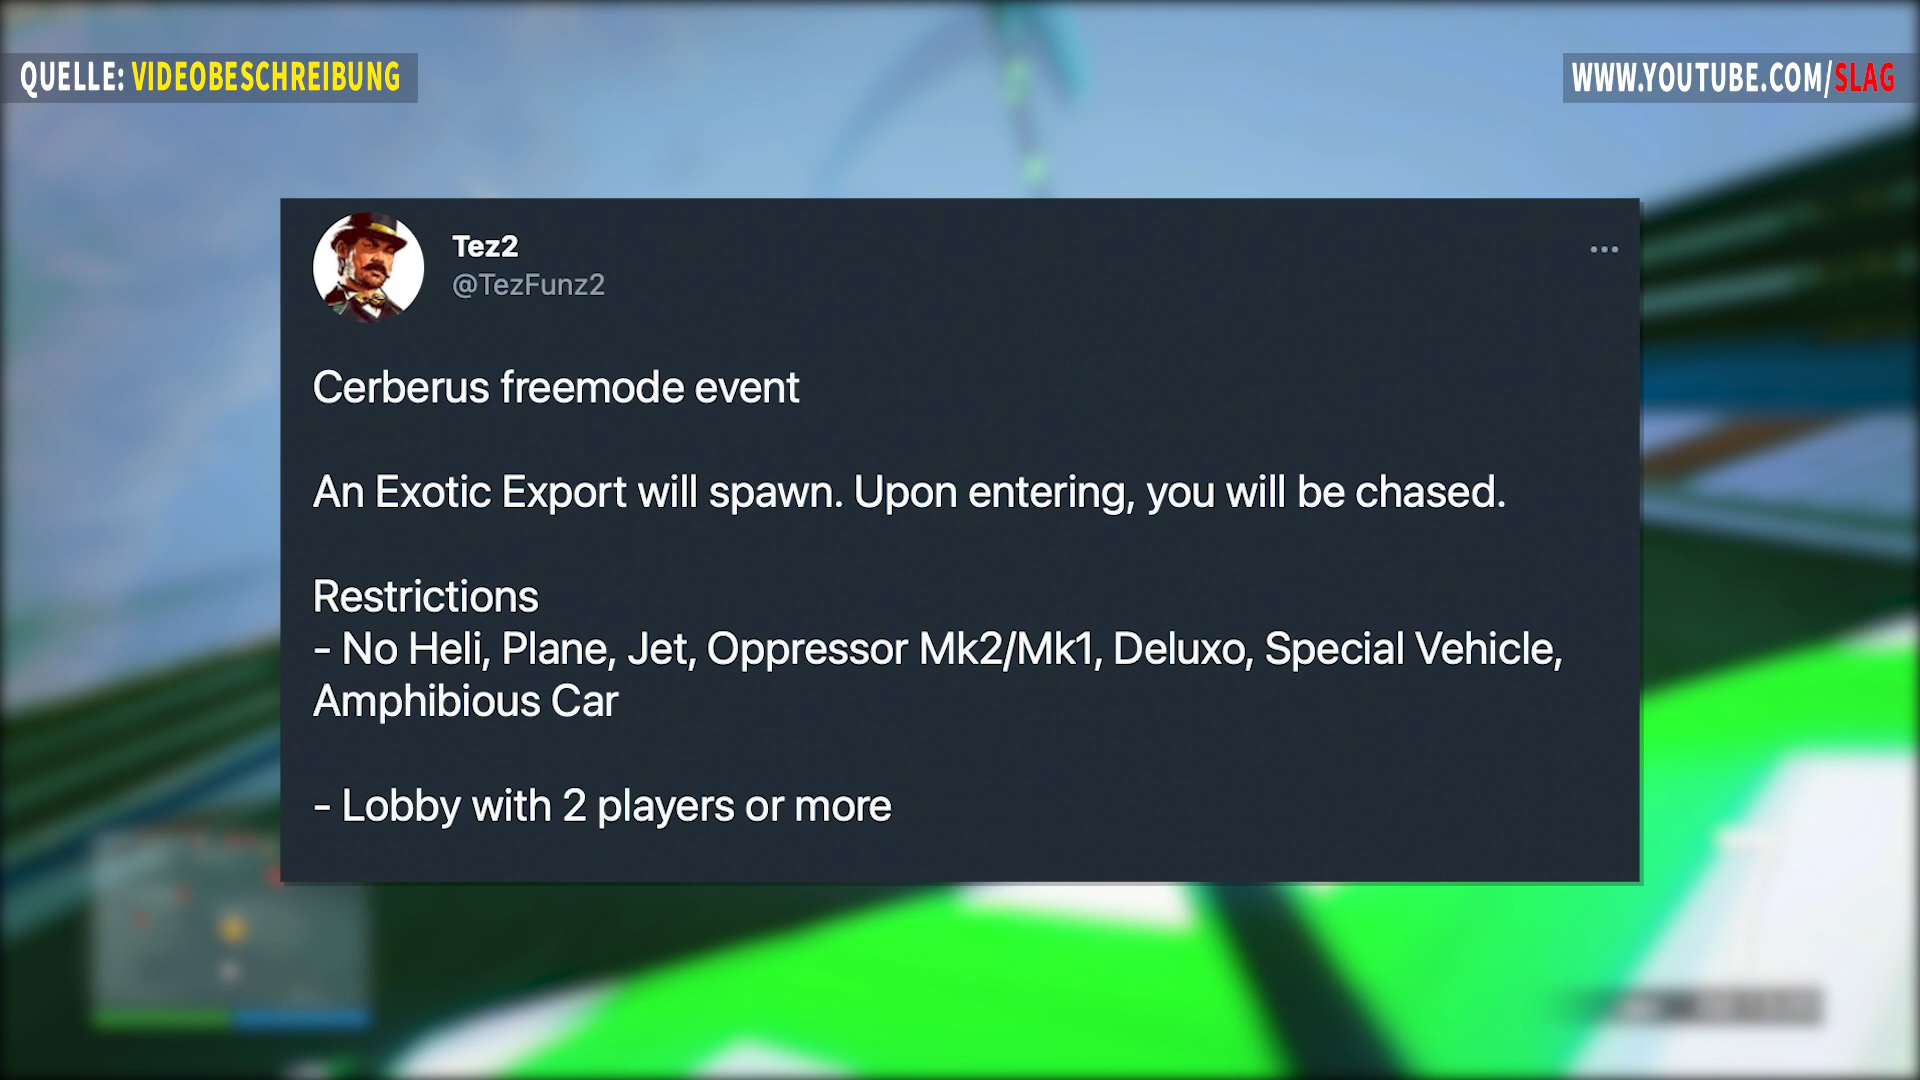 QUELLE: VIDEOBESCHREIBUNG
WWW.YOUTUBE.COM/SLAG
Tez2
@TezFunz2
Cerberus freemode event
An Exotic Export will spawn. Upon entering, you will be chased.
Restrictions
- No Heli, Plane, Jet, Oppressor Mk2/Mk1, Deluxo, Special Vehicle,
Amphibious Car
- Lobby with 2 players or more